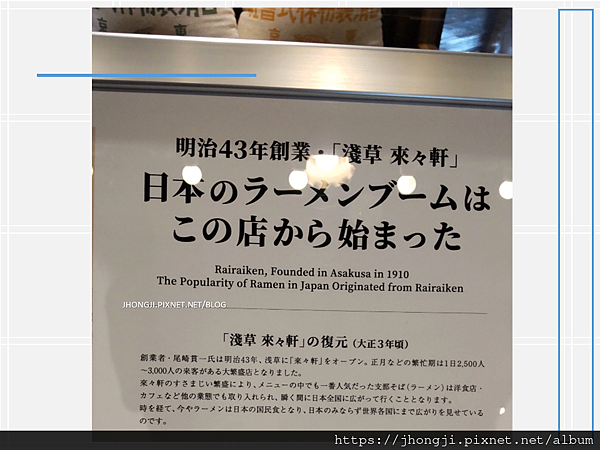 明治43年創業・「淺草 來々軒」
日本のラーメンブームは
この店から始まった
Rairaiken, Founded in Asakusa in 1910
The Popularity of Ramen in Japan Originated from Rairaiken
JHONGJI.PIXNET.NET/BLOG
「淺草 來々軒」の復元（大正3年頃）
創業者・尾崎貫一氏は明治43年、浅草に「來々軒」をオープン。正月などの繁忙期は1日2,500人
～3,000人の来客がある大繁盛店となりました。
來々軒のすさまじい繁盛により、メニューの中でも一番人気だった支那そば（ラーメン）は洋食店・
カフェなど他の業態でも取り入れられ、瞬く間に日本全国に広がって行くこととなります。
時を経て、今やラーメンは日本の国民食となり、日本のみならず世界各国にまで広がりを見せている
のです。
https://jhongji.pixnet.net/album